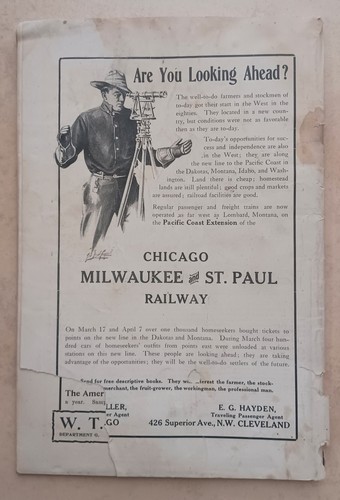 Are You Looking Ahead?
The well-to-do farmers and stockmen of
to-day got their start in the West in the
eighties. They located in a new coun-
try, but conditions were not as favorable
then as they are to-day.
To-day's opportunities for suc-
cess and independence are also
in the West; they are along
the new line to the Pacific Coast in
the Dakotas, Montana, Idaho, and Wash-
ington. Land there is cheap; homestead
lands are still plentiful; good crops and markets
are assured; railroad facilities are good.
Regular passenger and freight trains are now
operated as far west as Lombard, Montana, on
the Pacific Coast Extension of the
CHICAGO
MILWAUKEE and ST. PAUL
RAILWAY
On March 17 and April 7 over one thousand homeseekers bought tickets to
points on the new line in the Dakotas and Montana. During March four hun-
dred cars of homeseekers' outfits from points east were unloaded at various
stations on this new line. These people are looking ahead; they are taking
advantage of the opportunities; they will be the well-to-do settlers of the future.
Send for free descriptive books. They
the farmer, the stock-
merchant, the fruit-grower, the workingman, the professional man.
The Amer
a year.
LLER,
er Agent
GO
W. T.
DEPARTMENT
E. G. HAYDEN,
Traveling Passenger Agent
426 Superior Ave., N.W. CLEVELAND